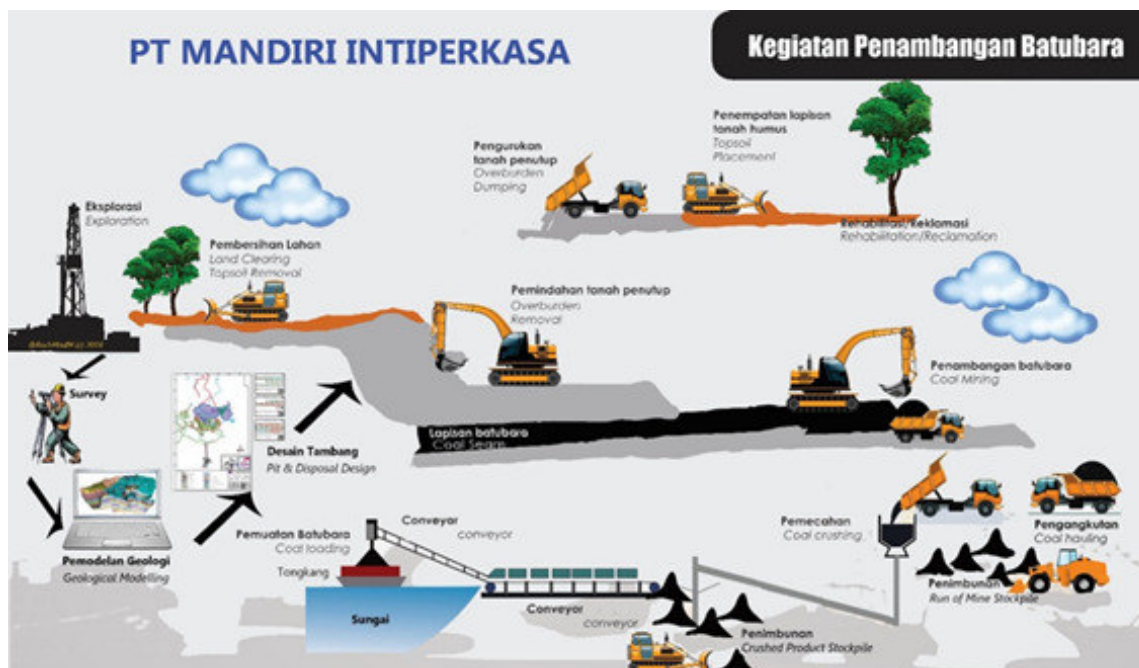 PT MANDIRI INTIPERKASA
Kegiatan Penambangan Batubara
Penempatan lapisan
tanah humus
Topsoil
Placement
Pengurukan
tanah penutup
Overburden
Dumping
Rehabilitasi/Reklamasi
Rehabilitation/Reclamation
Eksplorasi
Exploration
Pembersihan Lahan
Land Clearing
Topsoil Removal
Pemindahan tanah penutup
Overburden
Removal
Penambangan batubara
Coal Mining
Survey
Lapisan batubara
Coal Seam
Desain Tambang
Pit & Disposal Design
Pemodelan Geologi
Geological Modelling
Pemuatan Batubara
Coal loading
Tongkang
Conveyor
conveyor
Sungai
Conveyor
conveyor
Pemecahan
Coal crushing
Pengangkutan
Coal hauling
Penimbunan
Run of Mine Stockpile
Penimbunan
Crushed Product Stockpile